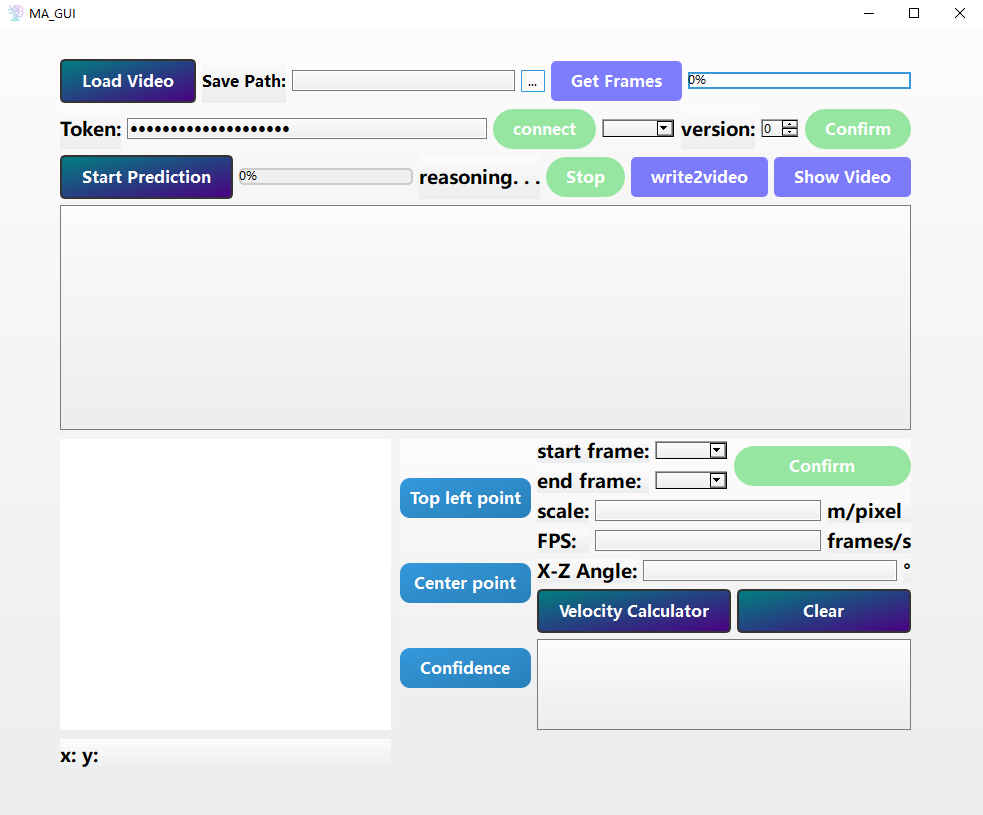 MA_GUI
Load Video Save Path: ... Get Frames 0%
Token: ●●●●●●●●●●●●●●●●●●●● connect version: 0 Confirm
Start Prediction 0% reasoning. . . Stop write2video Show Video
start frame: Confirm
end frame:
Top left point
scale: m/pixel
FPS: frames/s
X-Z Angle: °
Center point
Velocity Calculator Clear
Confidence
x: y: